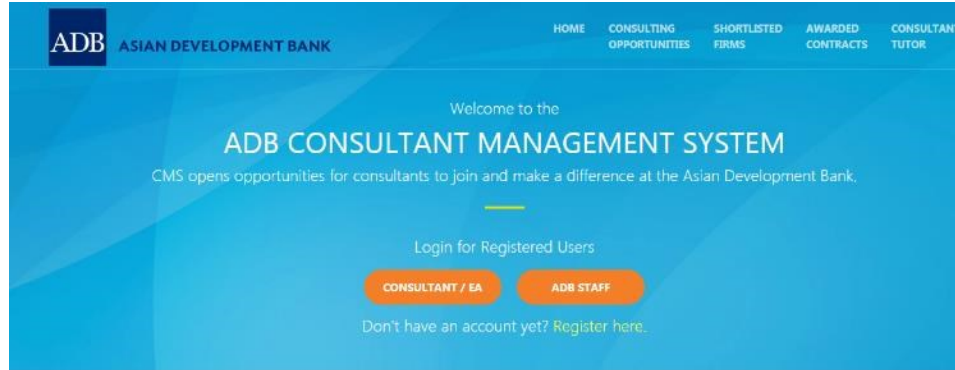 ADB ASIAN DEVELOPMENT BANK
HOME
CONSULTING
OPPORTUNITIES
SHORTLISTED
FIRMS
AWARDED
CONTRACTS
CONSULTANT
TUTOR
Welcome to the
ADB CONSULTANT MANAGEMENT SYSTEM
CMS opens opportunities for consultants to join and make a difference at the Asian Development Bank.
Login for Registered Users
CONSULTANT / EA
ADB STAFF
Don't have an account yet? Register here.